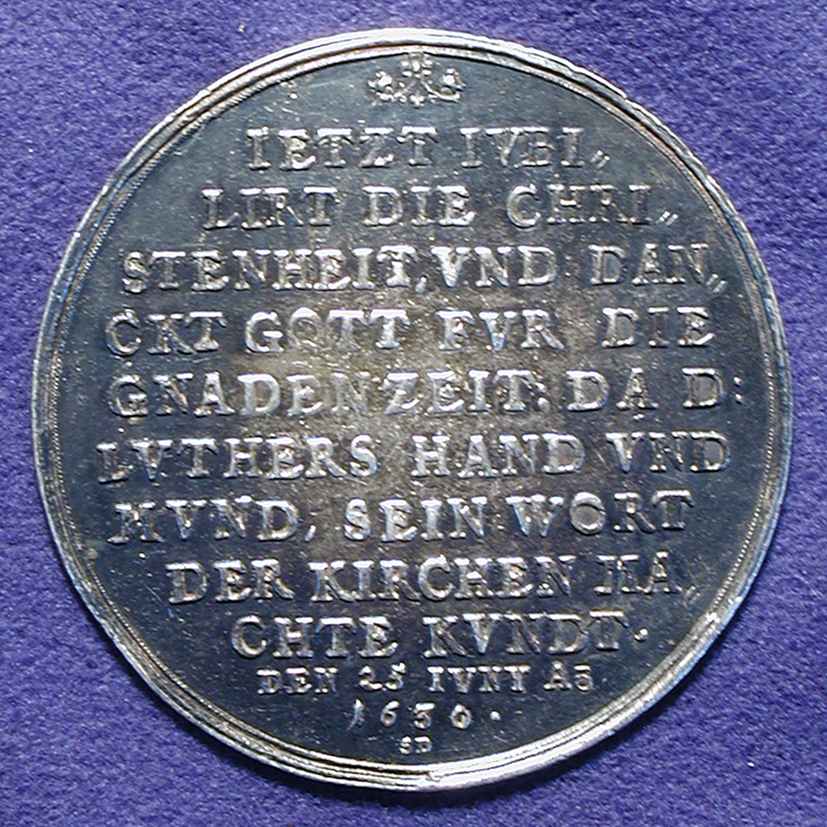 IETZT IVBI„
LIRT DIE CHRI„
STENHEIT, VND DAN„
CKT GOTT FVR DIE
GNADENZEIT: DA D:
LVTHERS HAND VND
MVND, SEIN WORT
DER KIRCHEN MA„
CHTE KVNDT.
DEN 25 IVNY Aō
1630.
SD